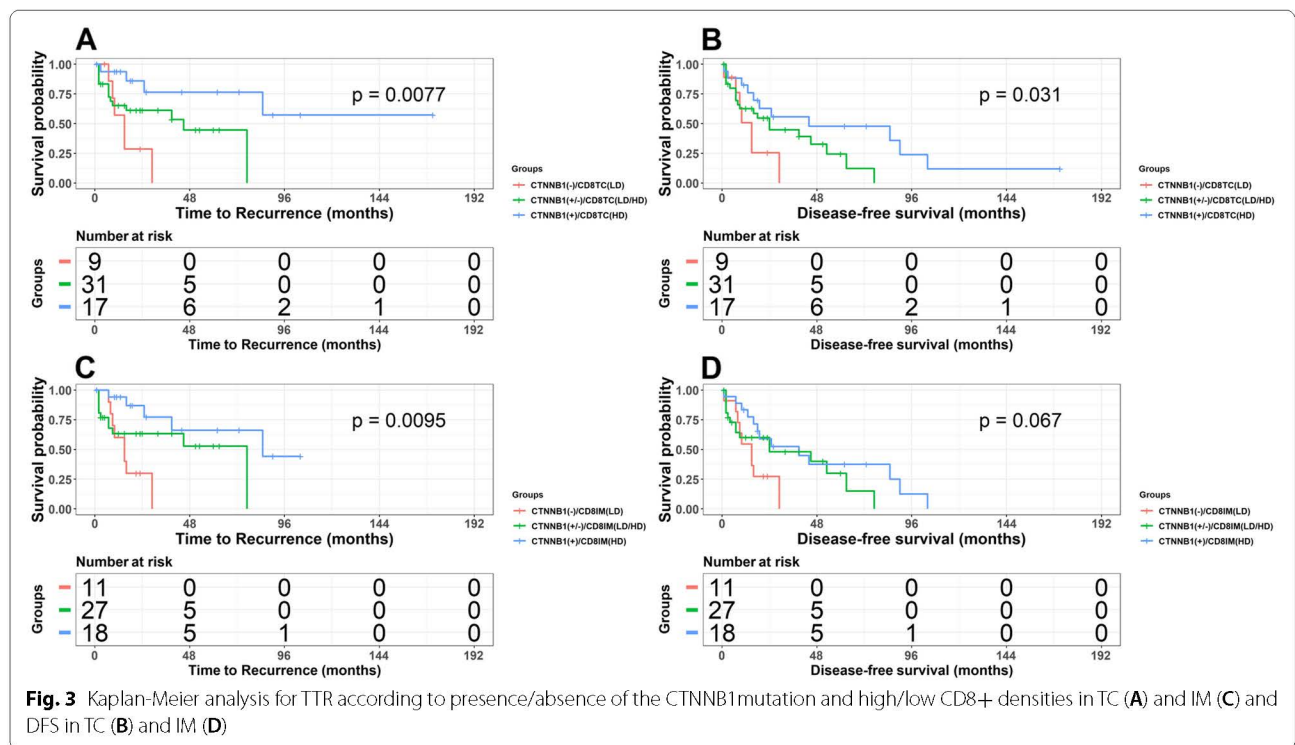 A
Survival probability
1.00
0.75
0.50
0.25
0.00
p = 0.0077
0 48 96 144 192
Time to Recurrence (months)
Groups
CTNNB1(-)/CD8TC(LD)
CTNNB1(+/-)/CD8TC(LD/HD)
CTNNB1(+)/CD8TC(HD)
Number at risk
Groups
9 0 0 0 0
31 5 0 0 0
17 6 2 1 0
0 48 96 144 192
Time to Recurrence (months)
B
Survival probability
1.00
0.75
0.50
0.25
0.00
p = 0.031
0 48 96 144 192
Disease-free survival (months)
Groups
CTNNB1(-)/CD8TC(LD)
CTNNB1(+/-)/CD8TC(LD/HD)
CTNNB1(+)/CD8TC(HD)
Number at risk
Groups
9 0 0 0 0
31 5 0 0 0
17 6 2 1 0
0 48 96 144 192
Disease-free survival (months)
C
Survival probability
1.00
0.75
0.50
0.25
0.00
p = 0.0095
0 48 96 144 192
Time to Recurrence (months)
Groups
CTNNB1(-)/CD8IM(LD)
CTNNB1(+/-)/CD8IM(LD/HD)
CTNNB1(+)/CD8IM(HD)
Number at risk
Groups
11 0 0 0 0
27 5 0 0 0
18 5 1 0 0
0 48 96 144 192
Time to Recurrence (months)
D
Survival probability
1.00
0.75
0.50
0.25
0.00
p = 0.067
0 48 96 144 192
Disease-free survival (months)
Groups
CTNNB1(-)/CD8IM(LD)
CTNNB1(+/-)/CD8IM(LD/HD)
CTNNB1(+)/CD8IM(HD)
Number at risk
Groups
11 0 0 0 0
27 5 0 0 0
18 5 1 0 0
0 48 96 144 192
Disease-free survival (months)
Fig. 3 Kaplan-Meier analysis for TTR according to presence/absence of the CTNNB1mutation and high/low CD8+ densities in TC (A) and IM (C) and
DFS in TC (B) and IM (D)